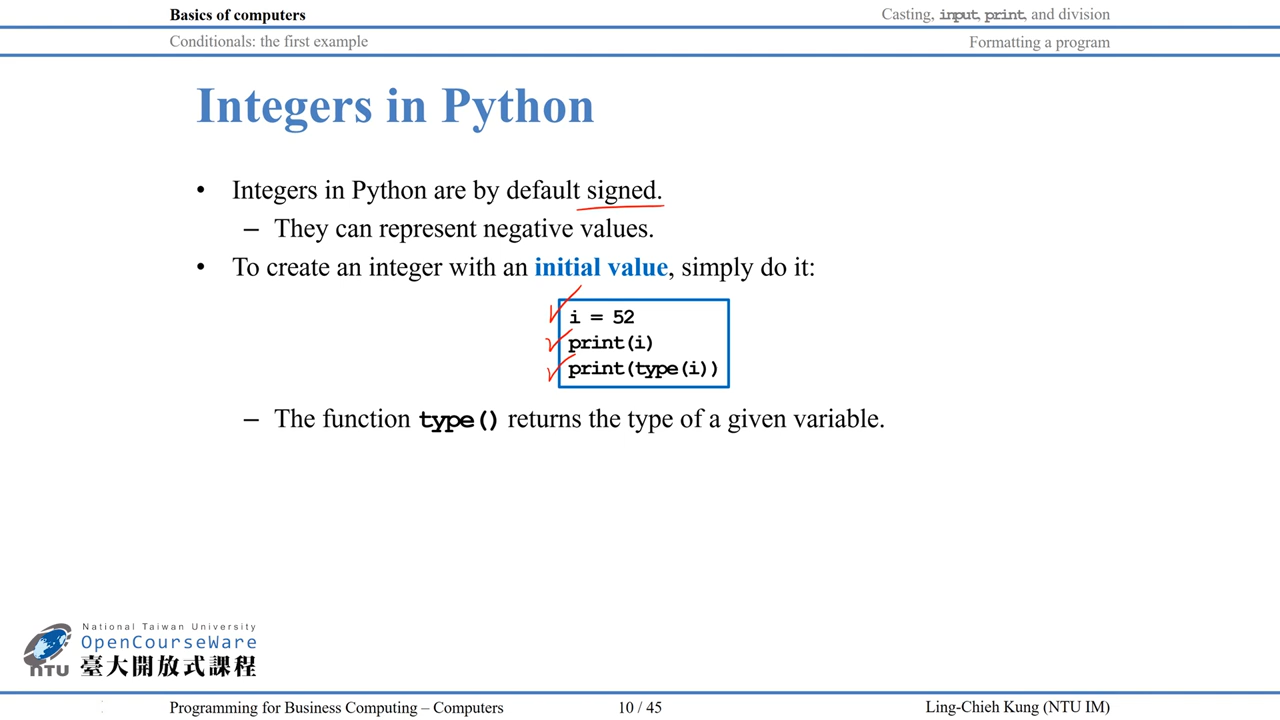 Basics of computers
Casting, input, print, and division
Conditionals: the first example
Formatting a program
Integers in Python
• Integers in Python are by default signed.
– They can represent negative values.
• To create an integer with an initial value, simply do it:
i = 52
print(i)
print(type(i))
– The function type() returns the type of a given variable.
National Taiwan University
OpenCourseWare
臺大開放式課程
NTU
Programming for Business Computing – Computers
10 / 45
Ling-Chieh Kung (NTU IM)